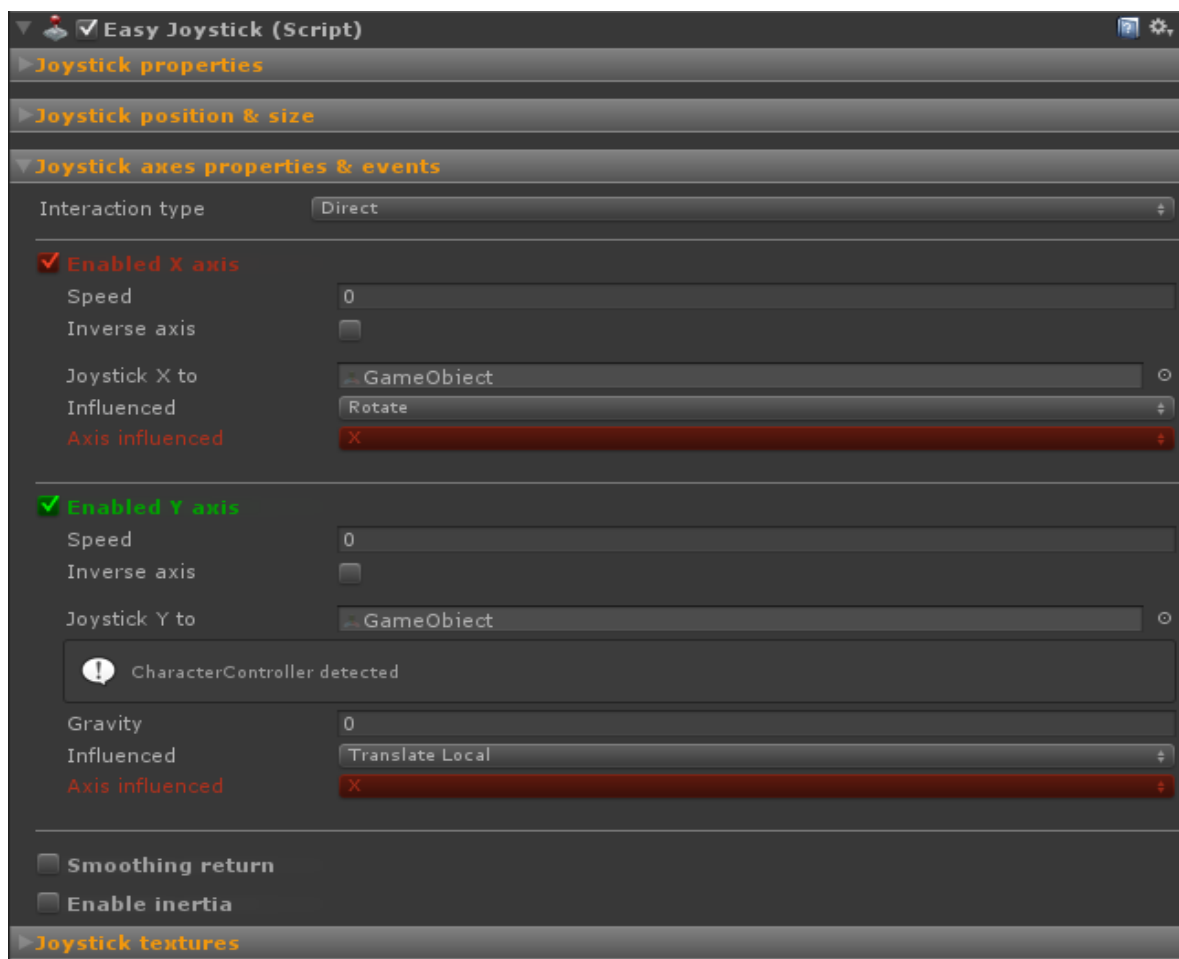 Easy Joystick (Script)
Joystick properties
Joystick position & size
Joystick axes properties & events
Interaction type Direct
Enabled X axis
Speed 0
Inverse axis
Joystick X to GameObject
Influenced Rotate
Axis influenced X
Enabled Y axis
Speed 0
Inverse axis
Joystick Y to GameObject
CharacterController detected
Gravity 0
Influenced Translate Local
Axis influenced X
Smoothing return
Enable inertia
Joystick textures